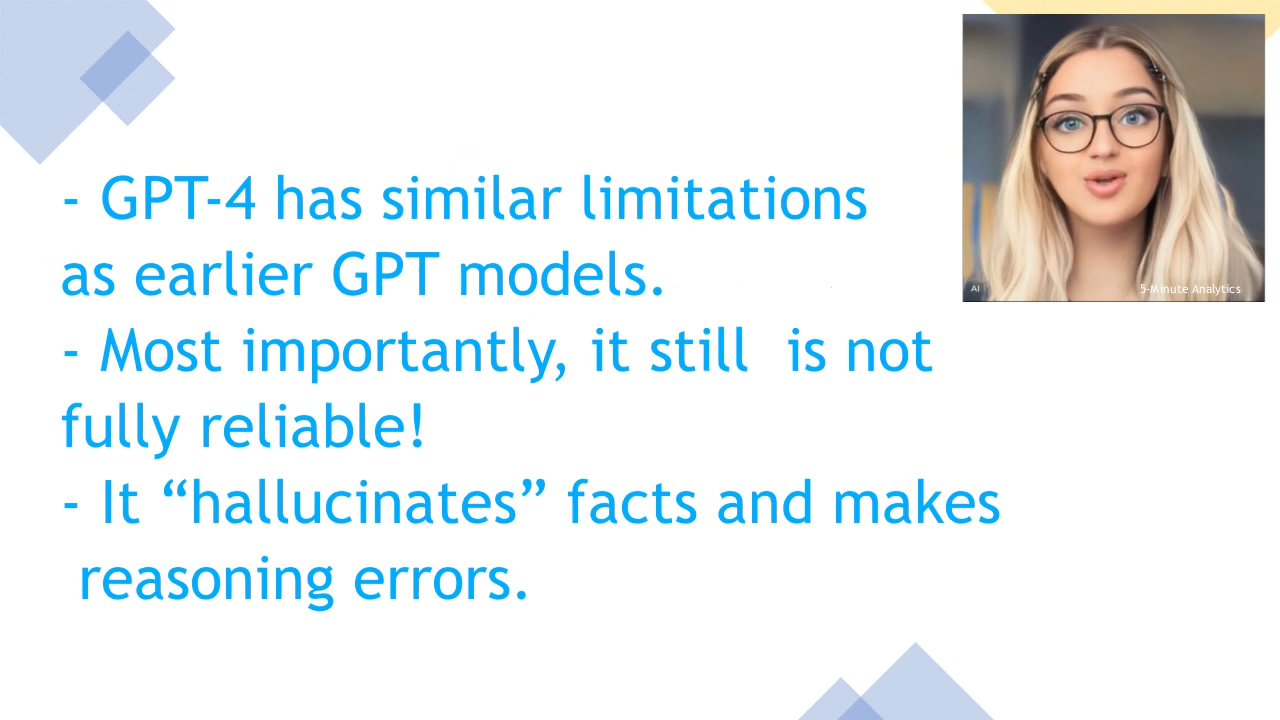 - GPT-4 has similar limitations
as earlier GPT models.
- Most importantly, it still  is not
fully reliable!
- It “hallucinates” facts and makes
reasoning errors.
AI
5-Minute Analytics